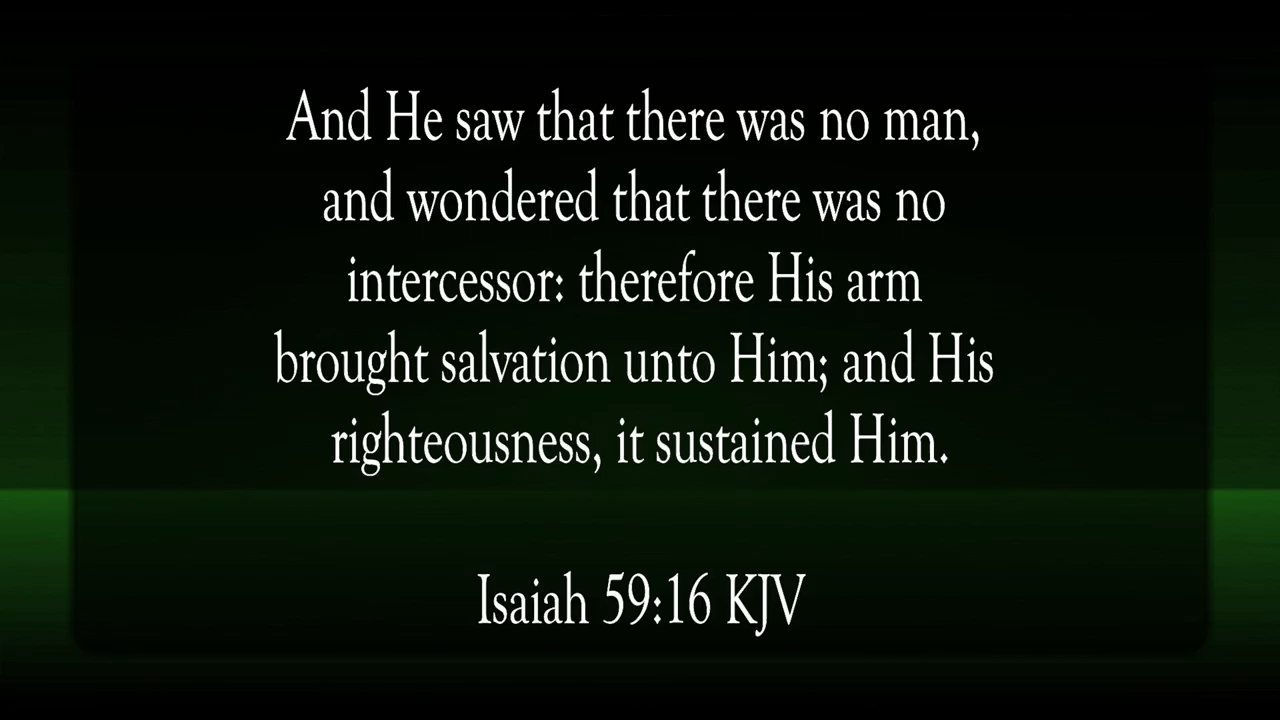 And He saw that there was no man,
and wondered that there was no
intercessor: therefore His arm
brought salvation unto Him; and His
righteousness, it sustained Him.
Isaiah 59:16 KJV